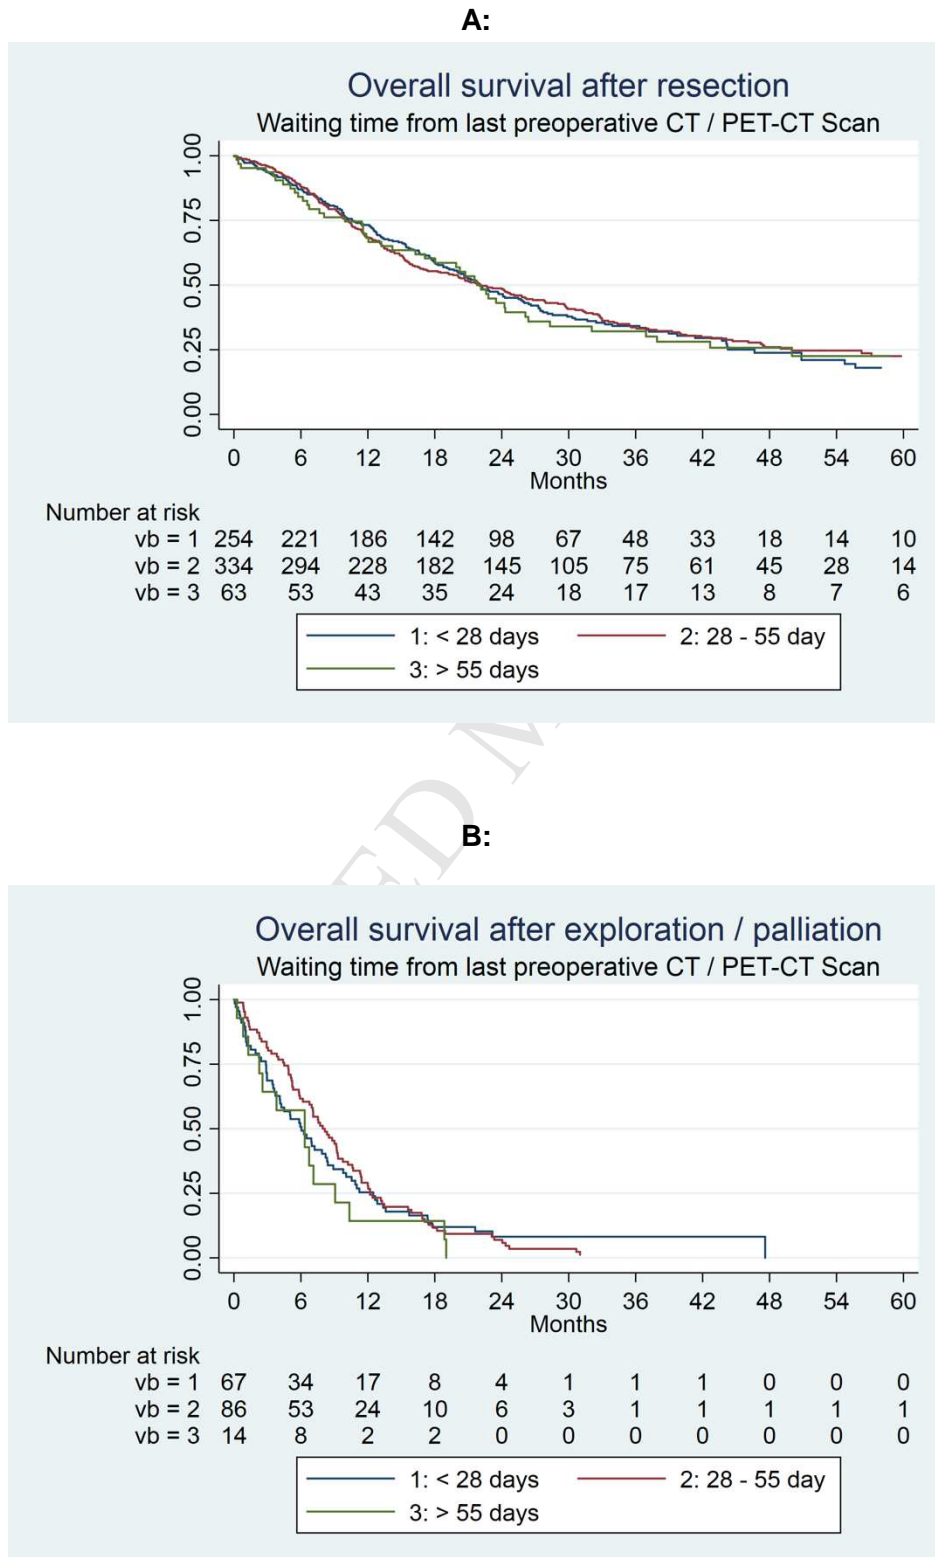 A:
Overall survival after resection
Waiting time from last preoperative CT / PET-CT Scan
1.00
0.75
0.50
0.25
0.00
0 6 12 18 24 30 36 42 48 54 60
Months
Number at risk
vb = 1 254 221 186 142 98 67 48 33 18 14 10
vb = 2 334 294 228 182 145 105 75 61 45 28 14
vb = 3 63 53 43 35 24 18 17 13 8 7 6
1: < 28 days 2: 28 - 55 day
3: > 55 days
B:
Overall survival after exploration / palliation
Waiting time from last preoperative CT / PET-CT Scan
1.00
0.75
0.50
0.25
0.00
0 6 12 18 24 30 36 42 48 54 60
Months
Number at risk
vb = 1 67 34 17 8 4 1 1 1 0 0 0
vb = 2 86 53 24 10 6 3 1 1 1 1 1
vb = 3 14 8 2 2 0 0 0 0 0 0 0
1: < 28 days 2: 28 - 55 day
3: > 55 days